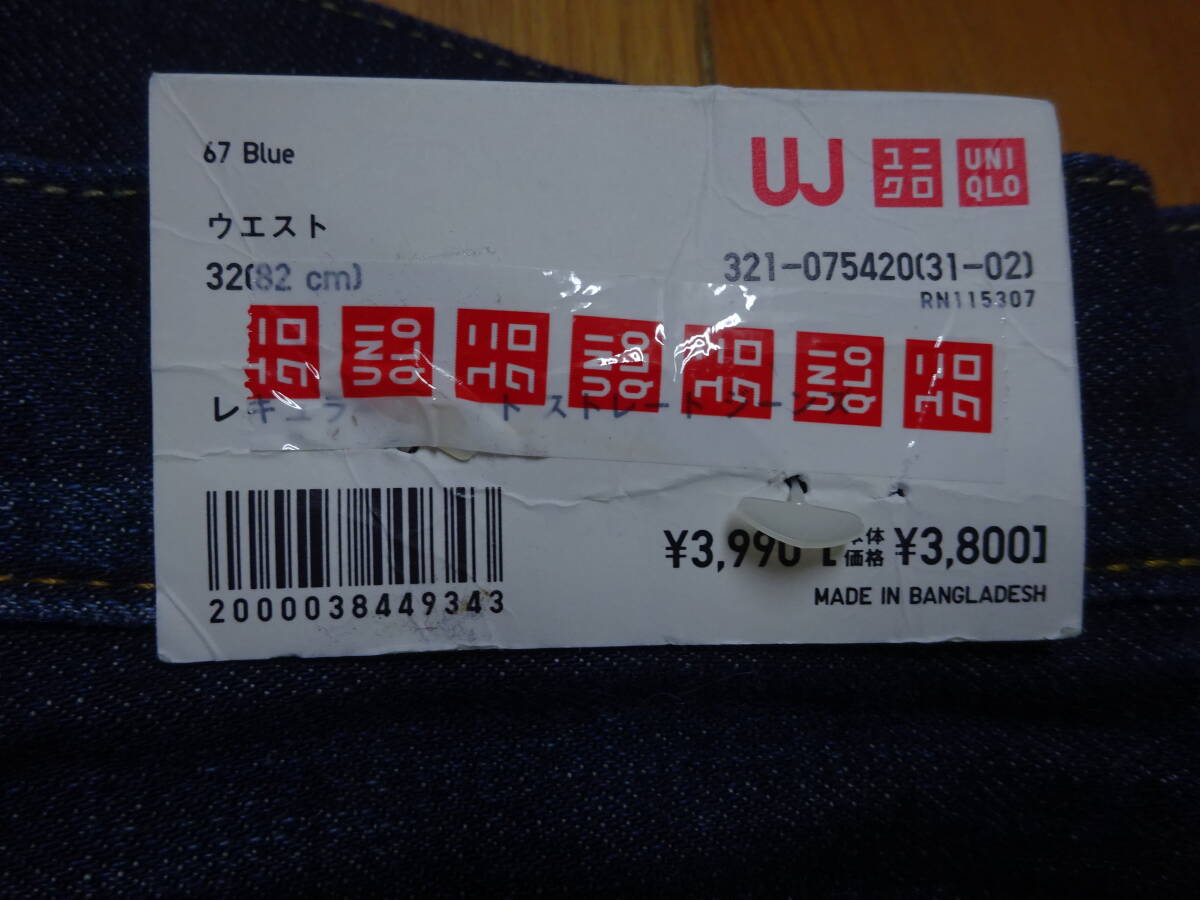 67 Blue
UJ ユニクロ UNIQLO
ウエスト
32(82 cm)
321-075420(31-02)
RN115307
ユニクロ UNIQLO ユニクロ UNIQLO ユニクロ UNIQLO ユニクロ
レギュラ ト ストレート ジーンズ
¥3,990 [本体価格 ¥3,800]
MADE IN BANGLADESH
2000038449343